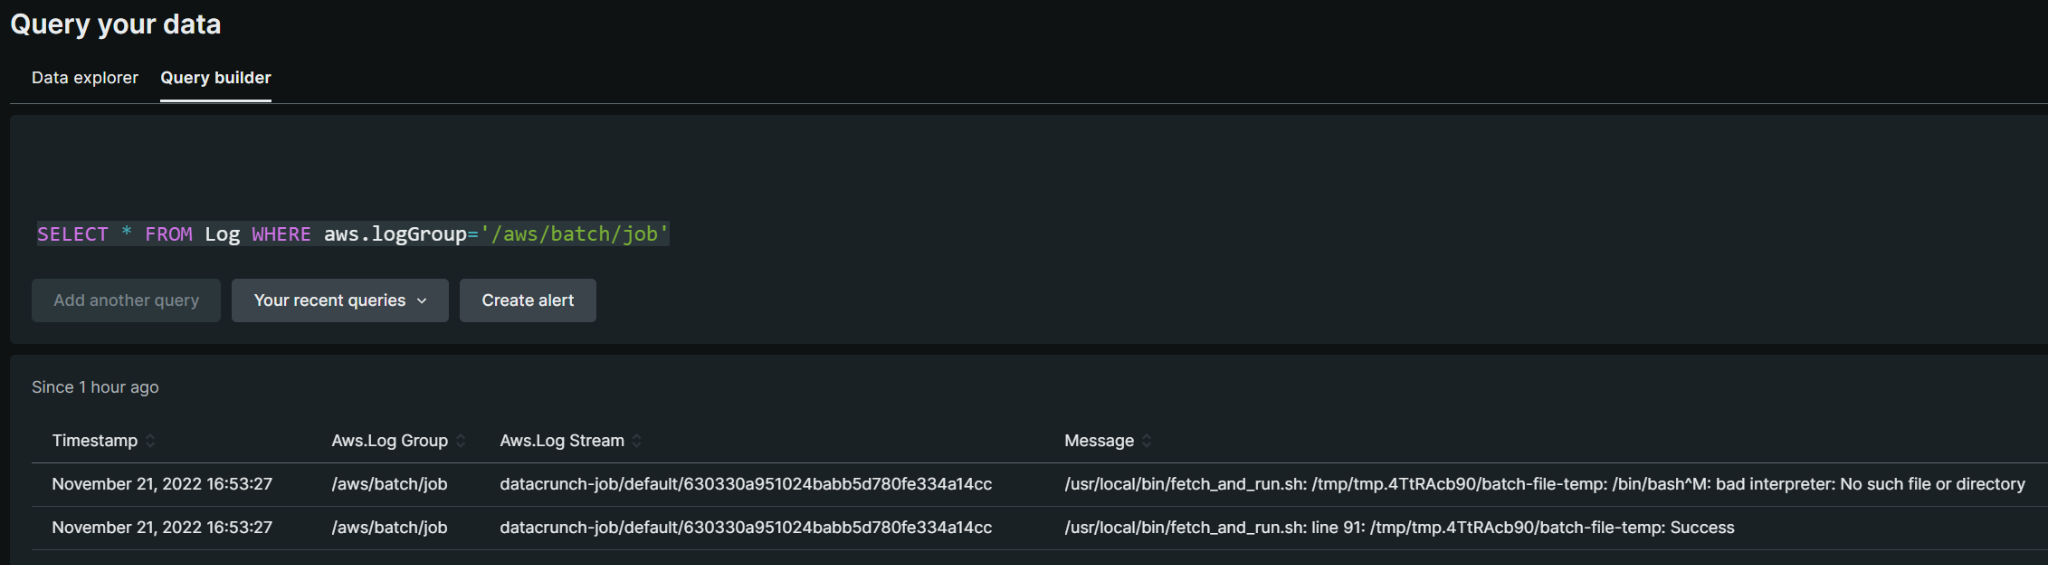 Query your data
Data explorer Query builder
SELECT * FROM Log WHERE aws.logGroup='/aws/batch/job'
Add another query Your recent queries Create alert
Since 1 hour ago
Timestamp Aws.Log Group Aws.Log Stream Message
November 21, 2022 16:53:27 /aws/batch/job datacrunch-job/default/630330a951024babb5d780fe334a14cc /usr/local/bin/fetch_and_run.sh: /tmp/tmp.4TtRAcb90/batch-file-temp: /bin/bash^M: bad interpreter: No such file or directory
November 21, 2022 16:53:27 /aws/batch/job datacrunch-job/default/630330a951024babb5d780fe334a14cc /usr/local/bin/fetch_and_run.sh: line 91: /tmp/tmp.4TtRAcb90/batch-file-temp: Success